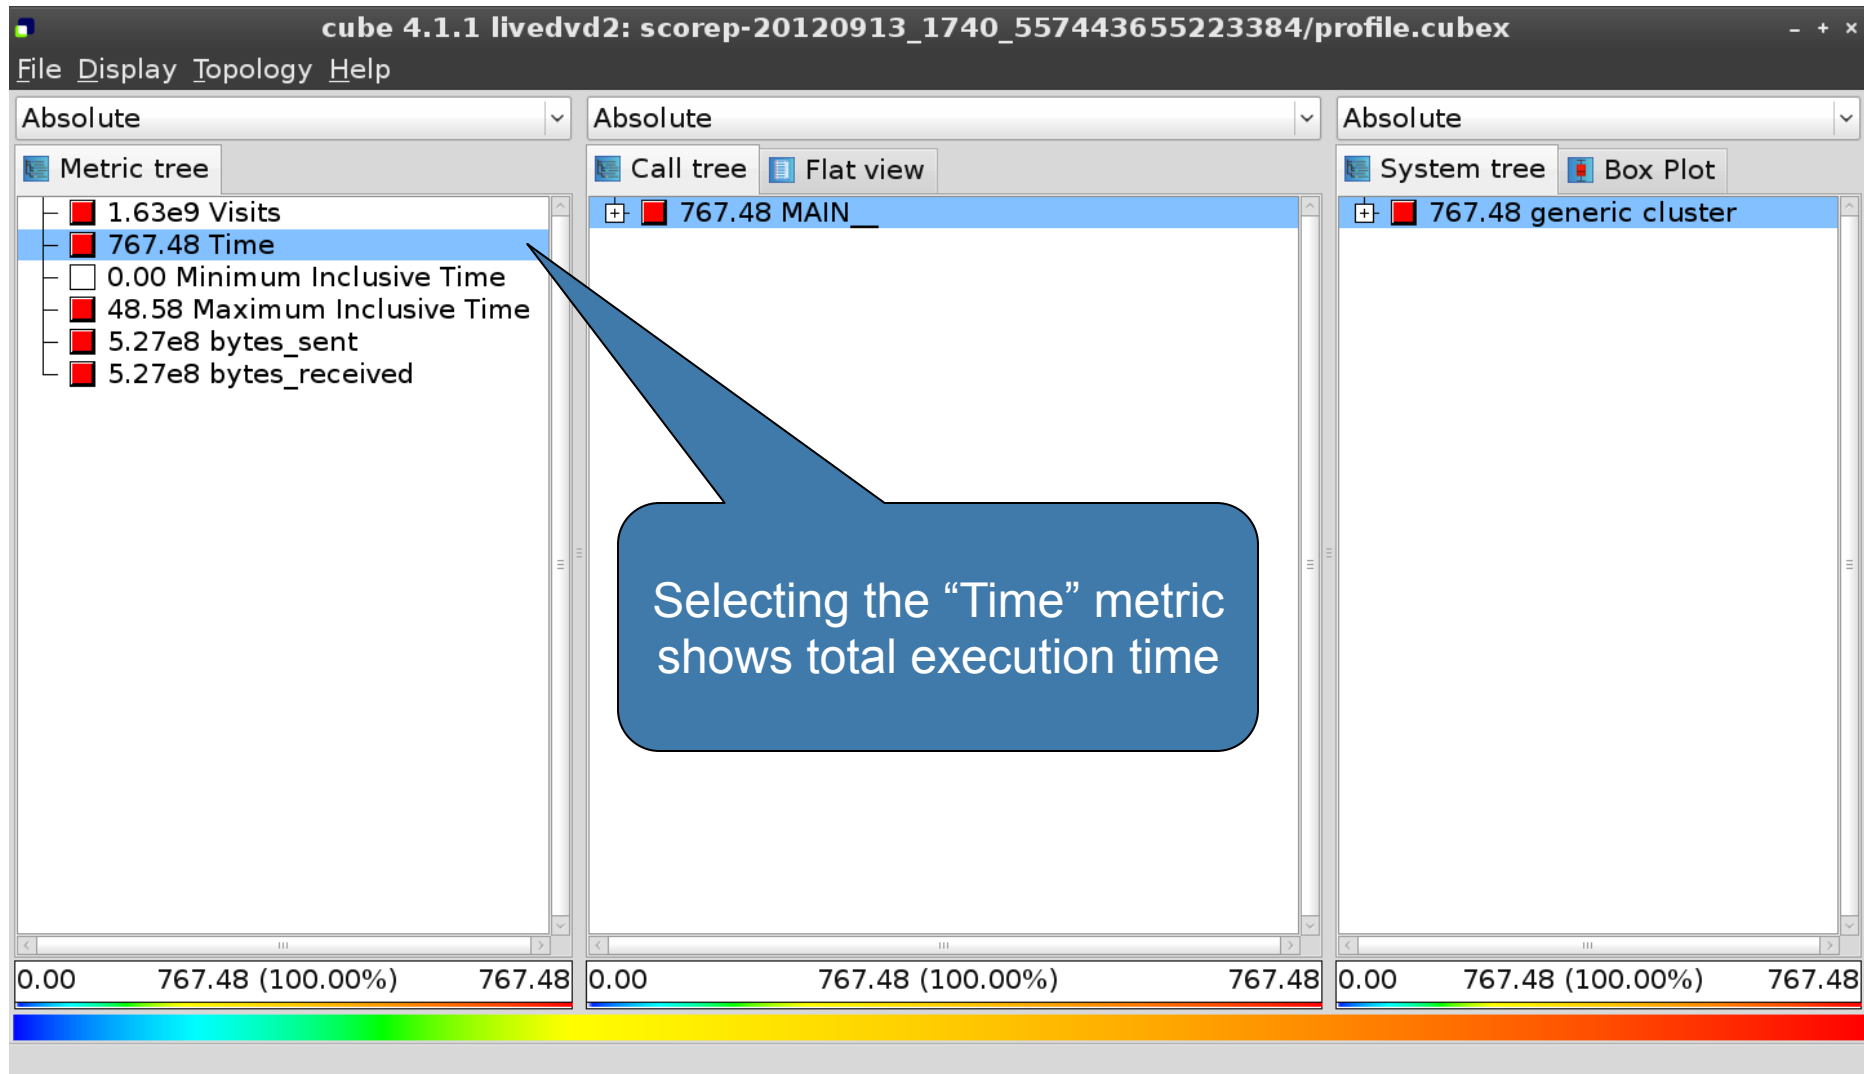 cube 4.1.1 livedvd2: scorep-20120913_1740_557443655223384/profile.cubex
File Display Topology Help
Absolute
Absolute
Absolute
Metric tree
Call tree
Flat view
System tree
Box Plot
1.63e9 Visits
767.48 Time
0.00 Minimum Inclusive Time
48.58 Maximum Inclusive Time
5.27e8 bytes_sent
5.27e8 bytes_received
767.48 MAIN__
767.48 generic cluster
Selecting the “Time” metric
shows total execution time
0.00 767.48 (100.00%) 767.48
0.00 767.48 (100.00%) 767.48
0.00 767.48 (100.00%) 767.48